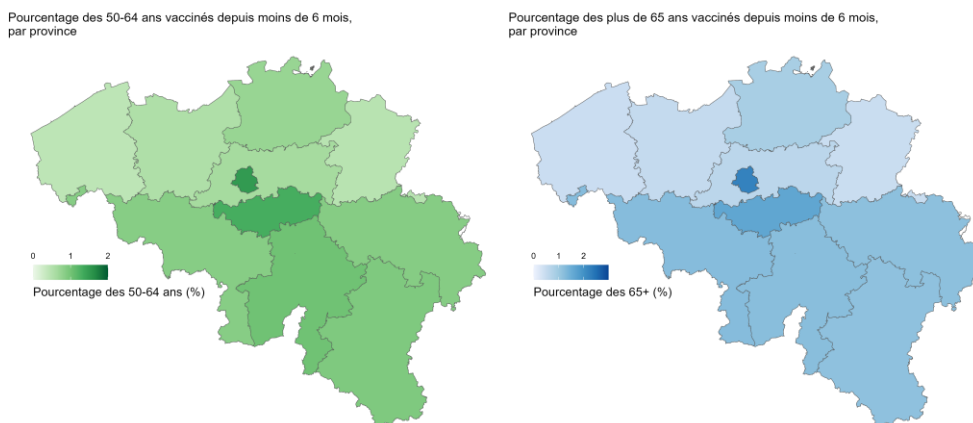 Pourcentage des 50-64 ans vaccinés depuis moins de 6 mois,
par province
0 1 2
Pourcentage des 50-64 ans (%)
Pourcentage des plus de 65 ans vaccinés depuis moins de 6 mois,
par province
0 1 2
Pourcentage des 65+ (%)